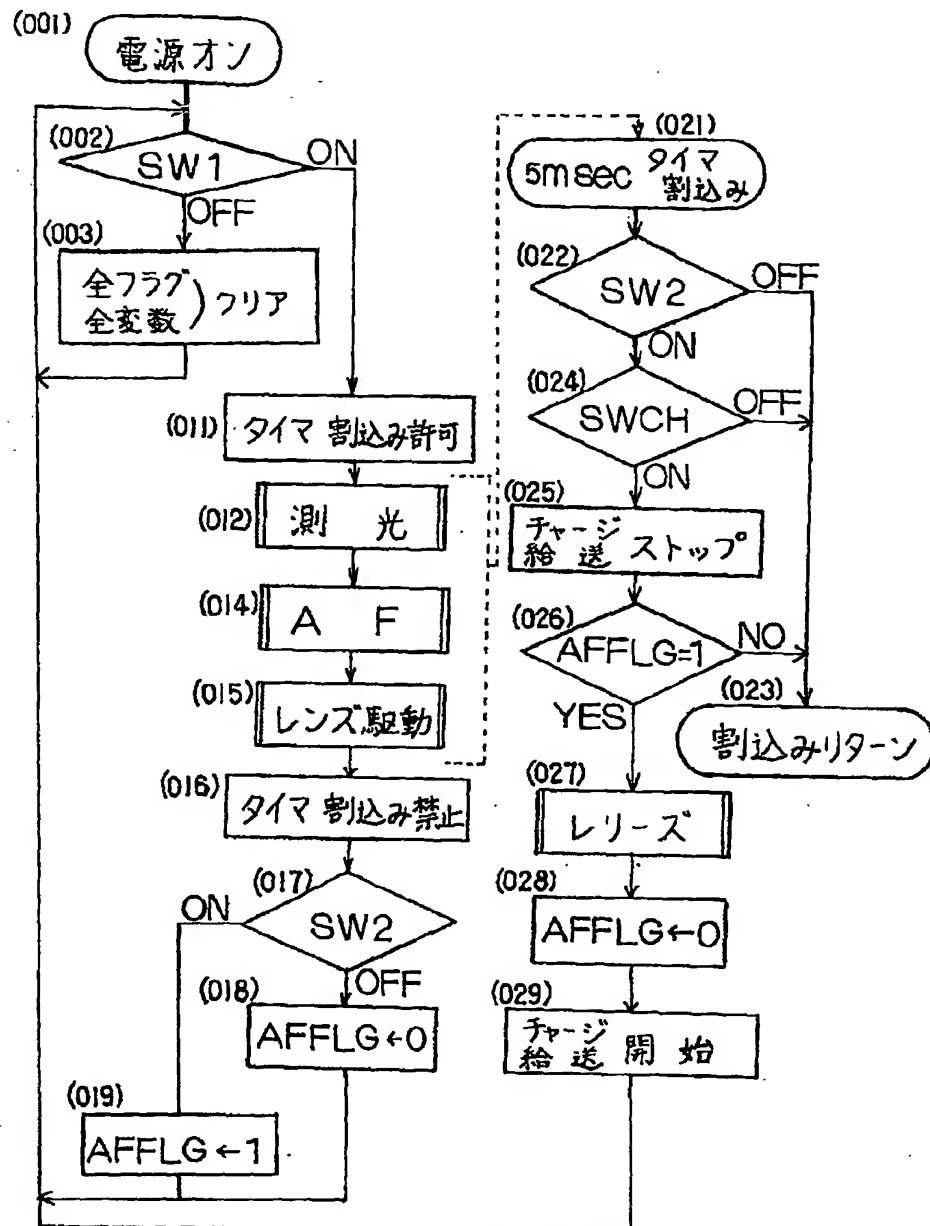 (001)
電源オン
(002)
SW1
ON
OFF
(003)
全フラグ
全変数
) クリア
(011)
タイマ 割込み許可
(012)
測 光
(014)
A F
(015)
レンズ駆動
(016)
タイマ 割込み禁止
(017)
ON
SW2
OFF
(018)
AFFLG←0
(019)
AFFLG←1
(021)
5msec タイマ
割込み
(022)
SW2
OFF
ON
(024)
SWCH
OFF
ON
(025)
チャージ
給 送
ストップ
(026)
AFFLG=1
NO
YES
(023)
割込みリターン
(027)
レリーズ
(028)
AFFLG←0
(029)
チャージ
給 送
開 始